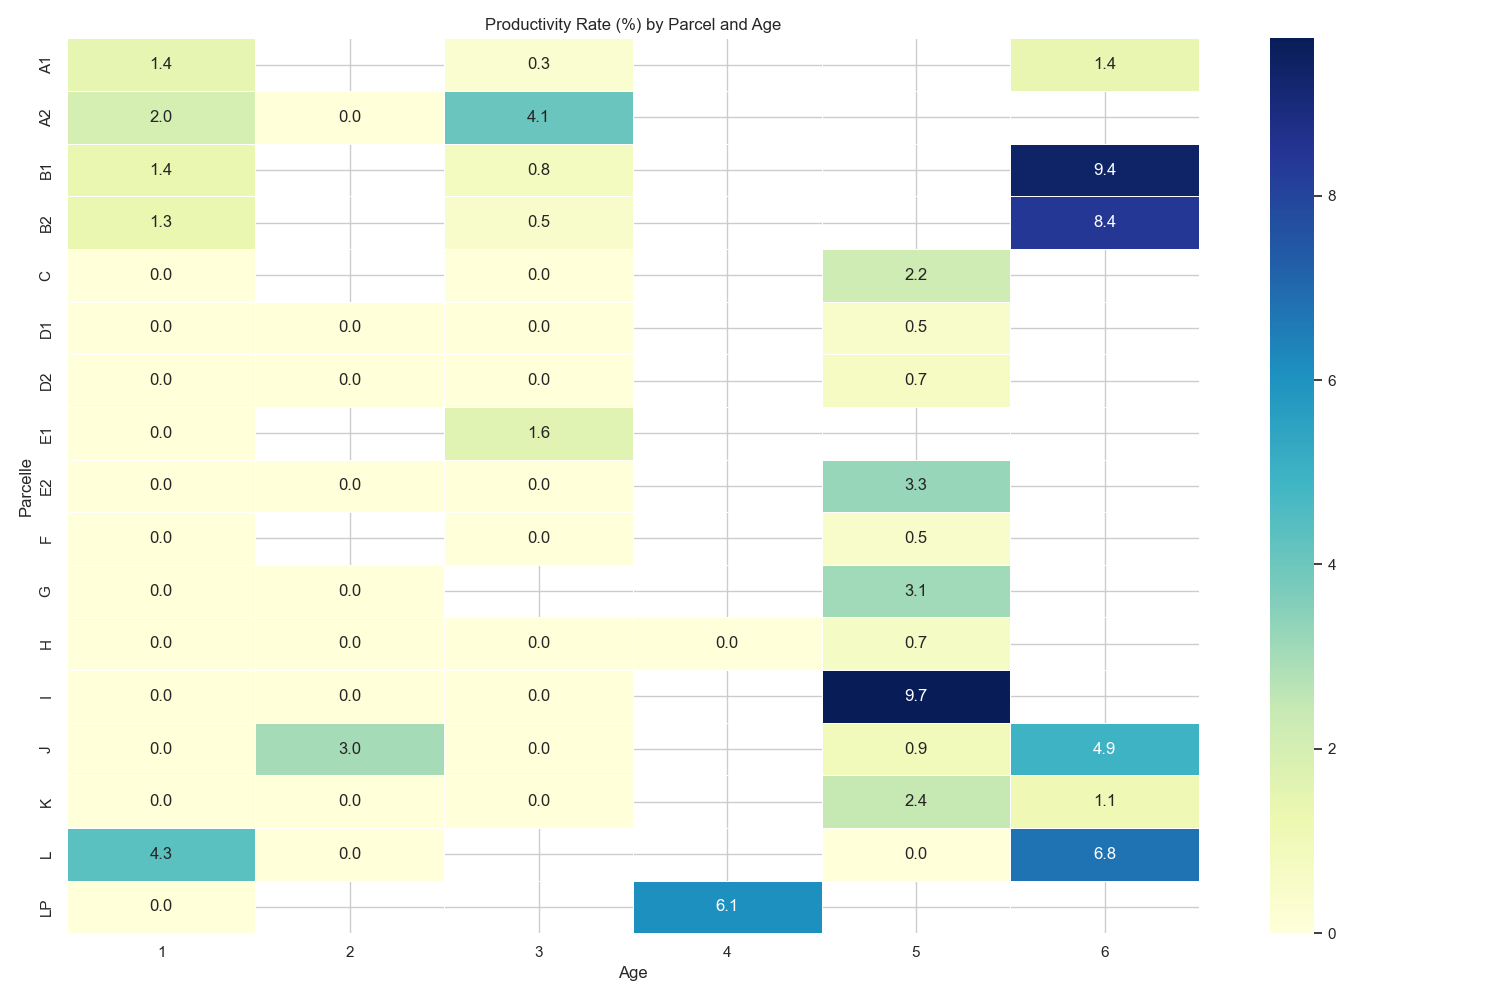 Productivity Rate (%) by Parcel and Age
Parcelle
A1 1.4 0.3 1.4
A2 2.0 0.0 4.1
B1 1.4 0.8 9.4
B2 1.3 0.5 8.4
C 0.0 0.0 2.2
D1 0.0 0.0 0.0 0.5
D2 0.0 0.0 0.0 0.7
E1 0.0 1.6
E2 0.0 0.0 0.0 3.3
F 0.0 0.0 0.5
G 0.0 0.0 3.1
H 0.0 0.0 0.0 0.0 0.7
I 0.0 0.0 0.0 9.7
J 0.0 3.0 0.0 0.9 4.9
K 0.0 0.0 0.0 2.4 1.1
L 4.3 0.0 0.0 6.8
LP 0.0 6.1
1 2 3 4 5 6
Age
8
6
4
2
0